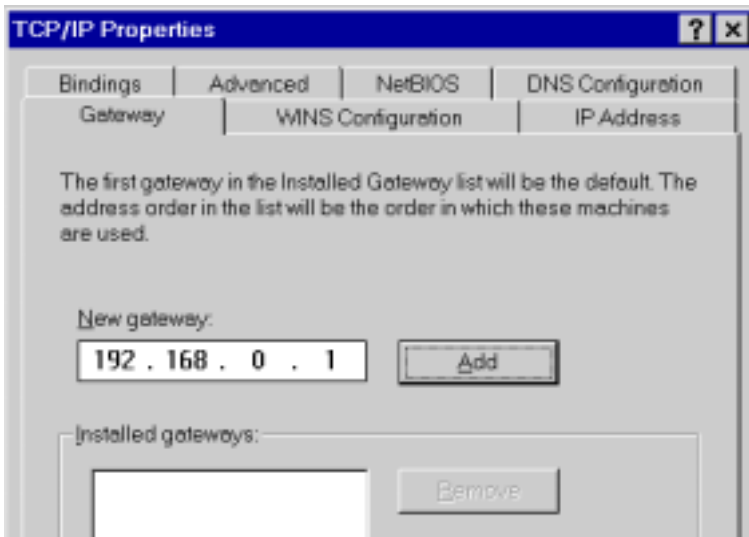 TCP/IP Properties
? ×
Bindings Advanced NetBIOS DNS Configuration
Gateway WINS Configuration IP Address
The first gateway in the Installed Gateway list will be the default. The
address order in the list will be the order in which these machines
are used.
New gateway:
192 . 168 . 0 . 1 Add
Installed gateways:
Remove